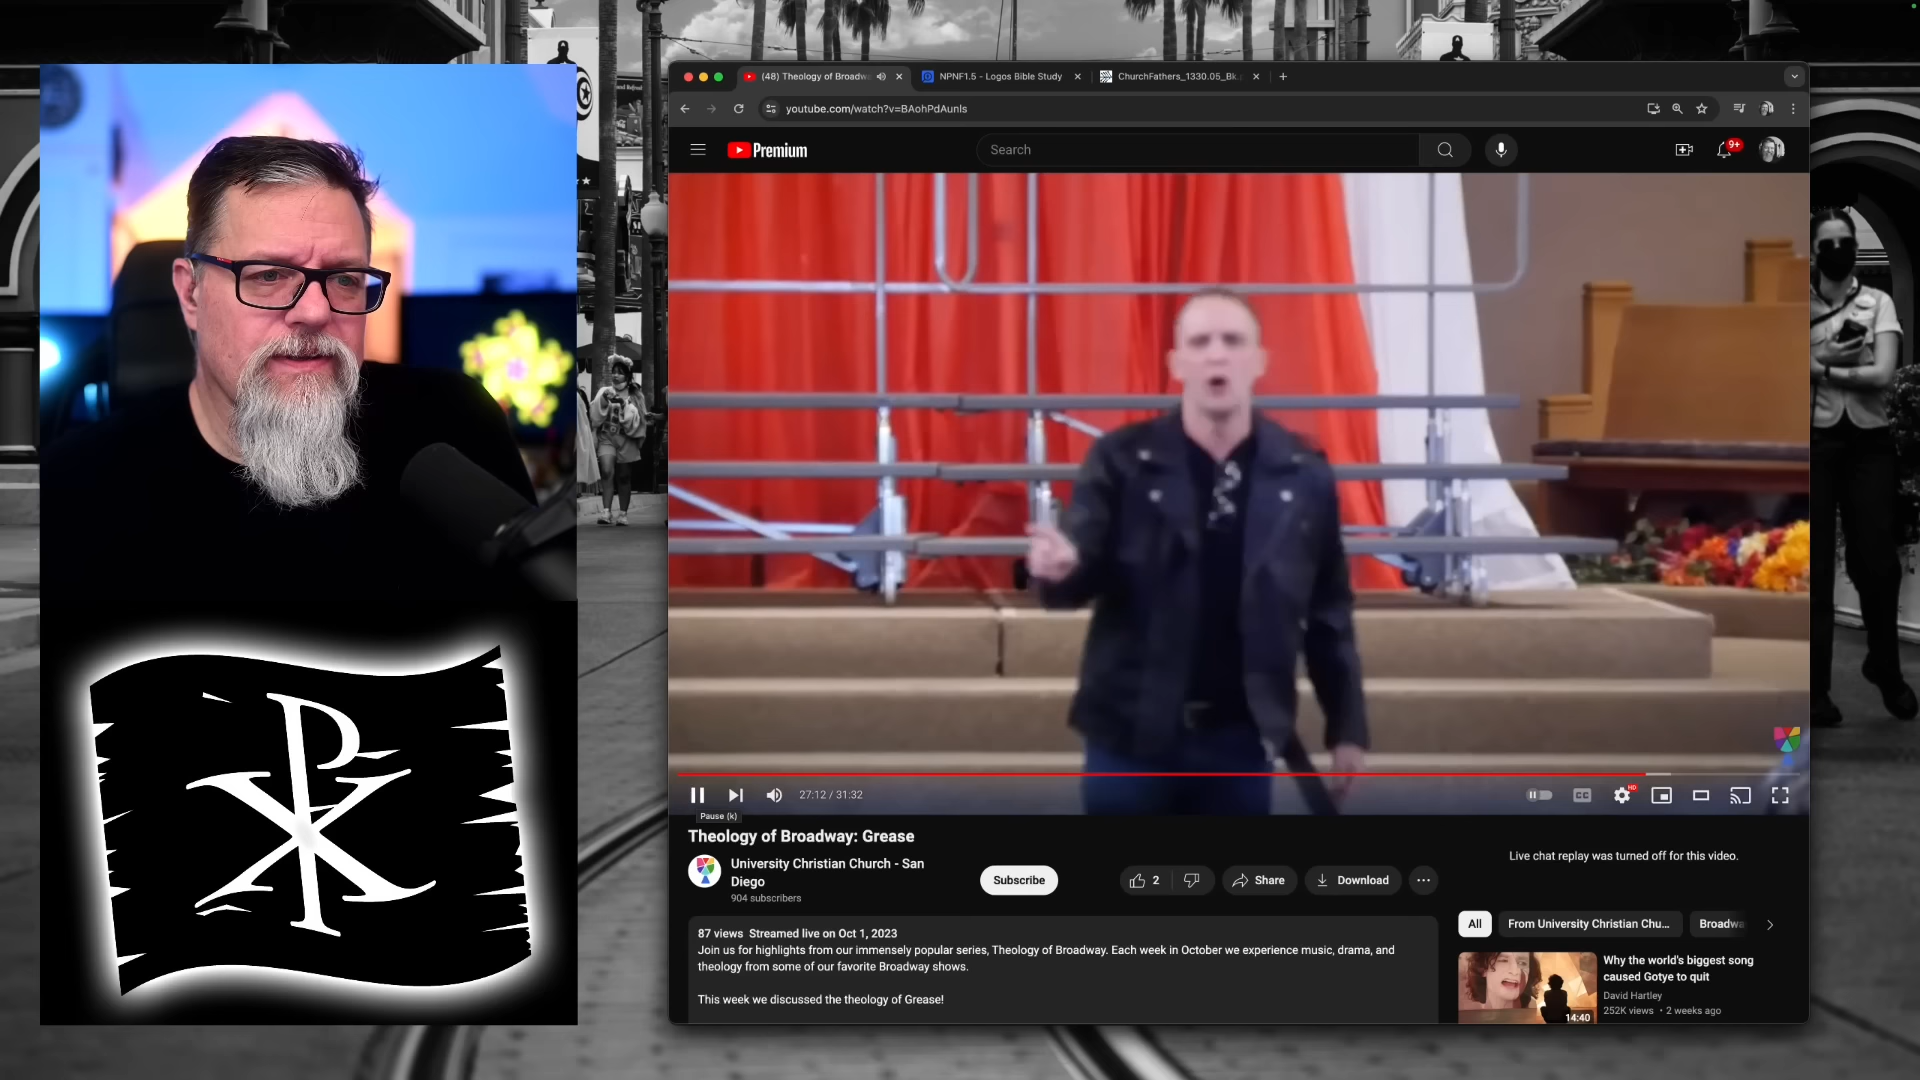 (48) Theology of Broadw
NPNF1.5 - Logos Bible Study
ChurchFathers_1330.05_Bk.
youtube.com/watch?v=BAohPdAunls
Premium
Search
9+
27:12 / 31:32
CC
HD
Pause (k)
Theology of Broadway: Grease
University Christian Church - San
Diego
904 subscribers
Subscribe
2
Share
Download
Live chat replay was turned off for this video.
87 views Streamed live on Oct 1, 2023
Join us for highlights from our immensely popular series, Theology of Broadway. Each week in October we experience music, drama, and
theology from some of our favorite Broadway shows.
This week we discussed the theology of Grease!
All
From University Christian Chu...
Broadwa
Why the world's biggest song
caused Gotye to quit
David Hartley
252K views • 2 weeks ago
14:40